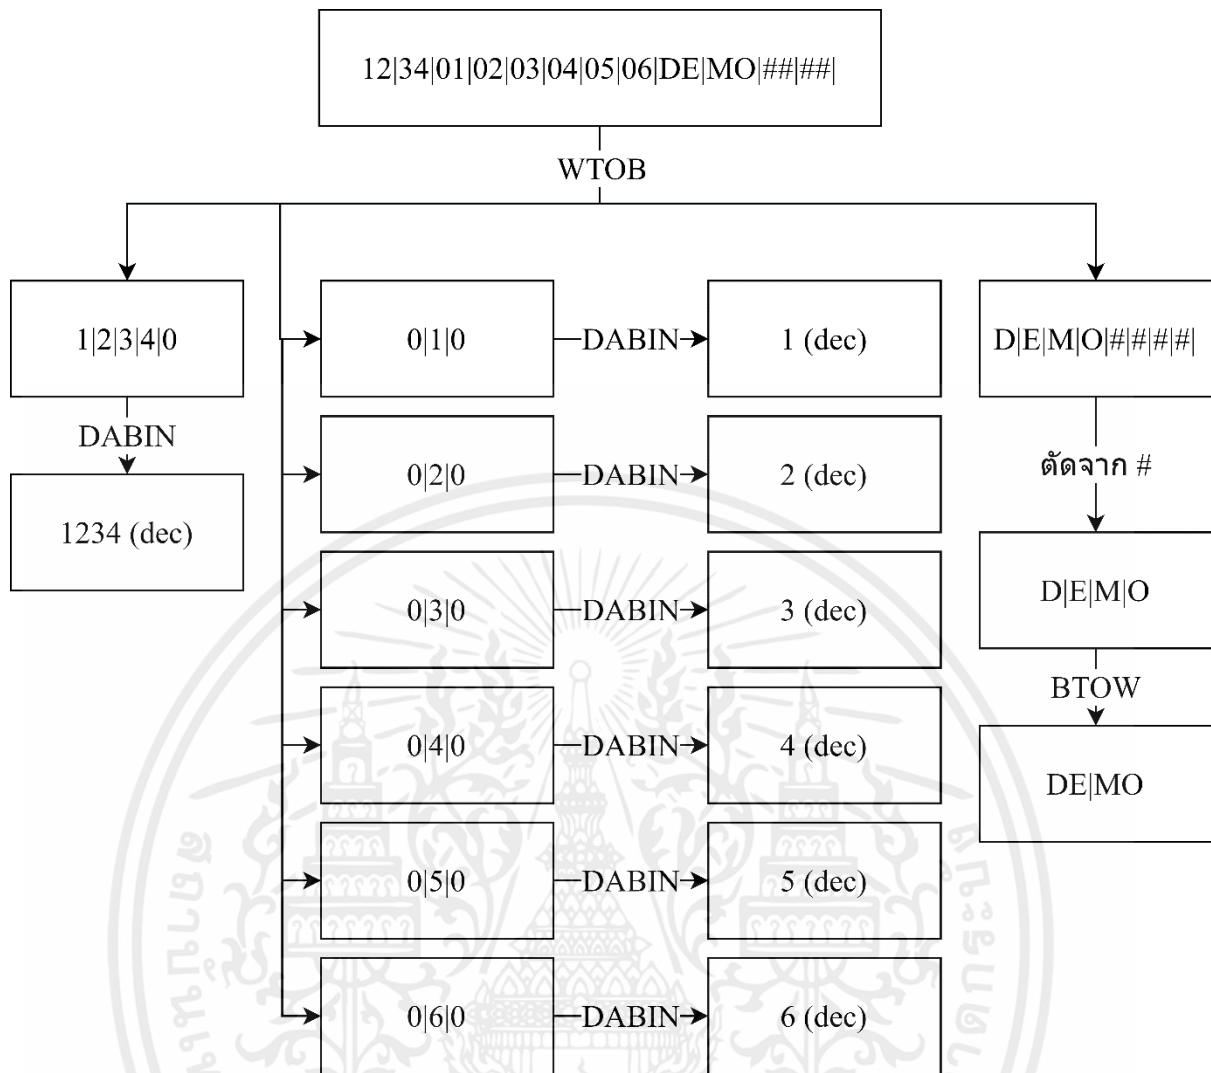 12|34|01|02|03|04|05|06|DE|MO|##|##|
WTOB
1|2|3|4|0
DABIN
1234 (dec)
0|1|0
DABIN
1 (dec)
0|2|0
DABIN
2 (dec)
0|3|0
DABIN
3 (dec)
0|4|0
DABIN
4 (dec)
0|5|0
DABIN
5 (dec)
0|6|0
DABIN
6 (dec)
D|E|M|O|#|#|#|#|
ตัดจาก #
D|E|M|O
BTOW
DE|MO